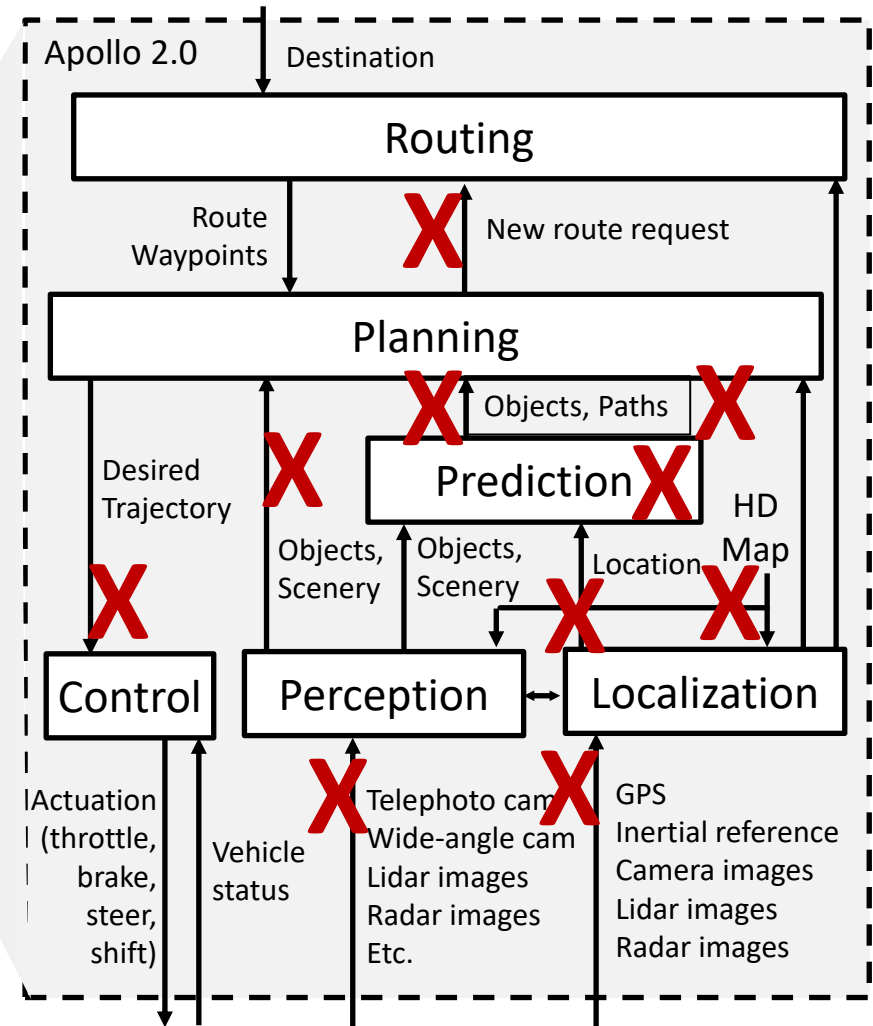 Apollo 2.0
Destination
Routing
Route
Waypoints
New route request
Planning
Objects, Paths
Desired
Trajectory
Prediction
HD
Map
Objects,
Scenery
Objects,
Scenery
Location
Control
Perception
Localization
Actuation
(throttle,
brake,
steer,
shift)
Vehicle
status
Telephoto cam
Wide-angle cam
Lidar images
Radar images
Etc.
GPS
Inertial reference
Camera images
Lidar images
Radar images